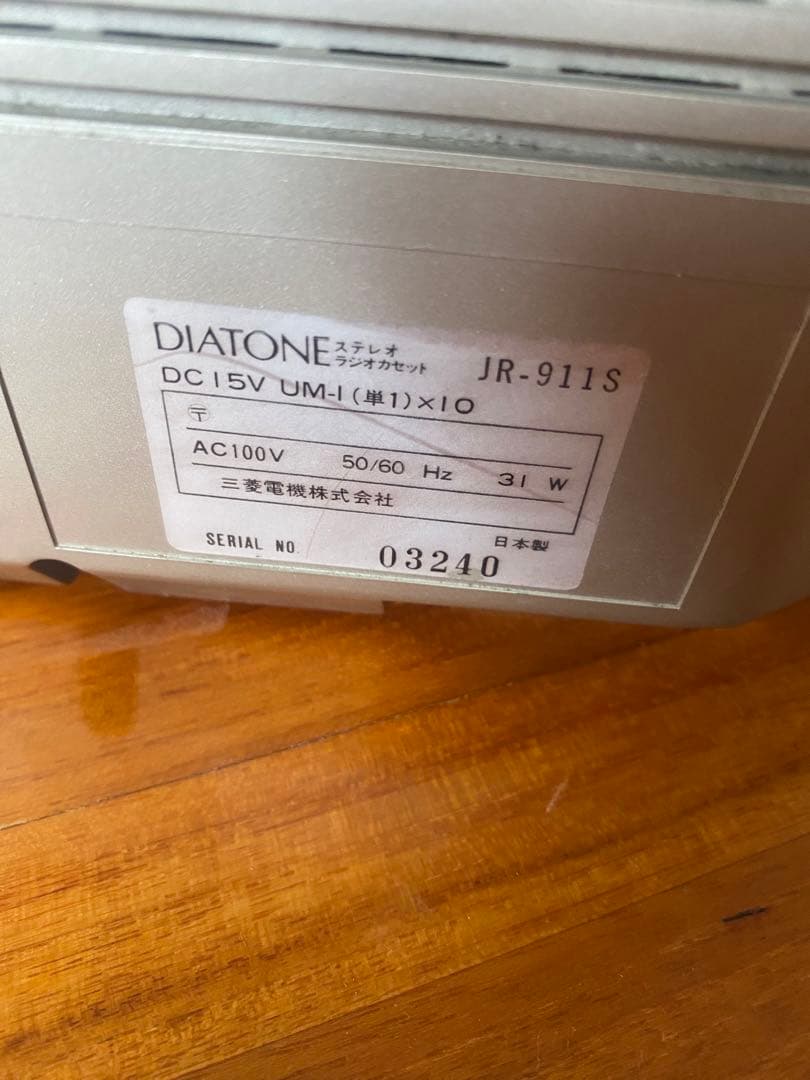 DIATONE ステレオ ラジオカセット JR-911S
DC15V UM-1(単1)×10
〒
AC100V 50/60 Hz 31 W
三菱電機株式会社
日本製
SERIAL NO. 03240